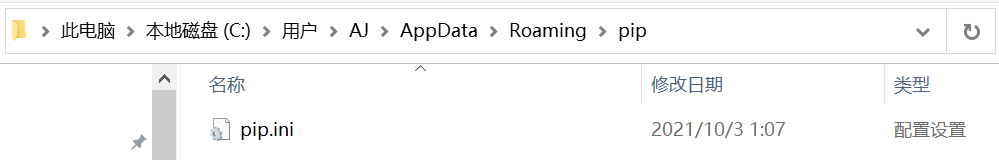 此电脑 > 本地磁盘 (C:) > 用户 > AJ > AppData > Roaming > pip
名称 修改日期 类型
pip.ini 2021/10/3 1:07 配置设置